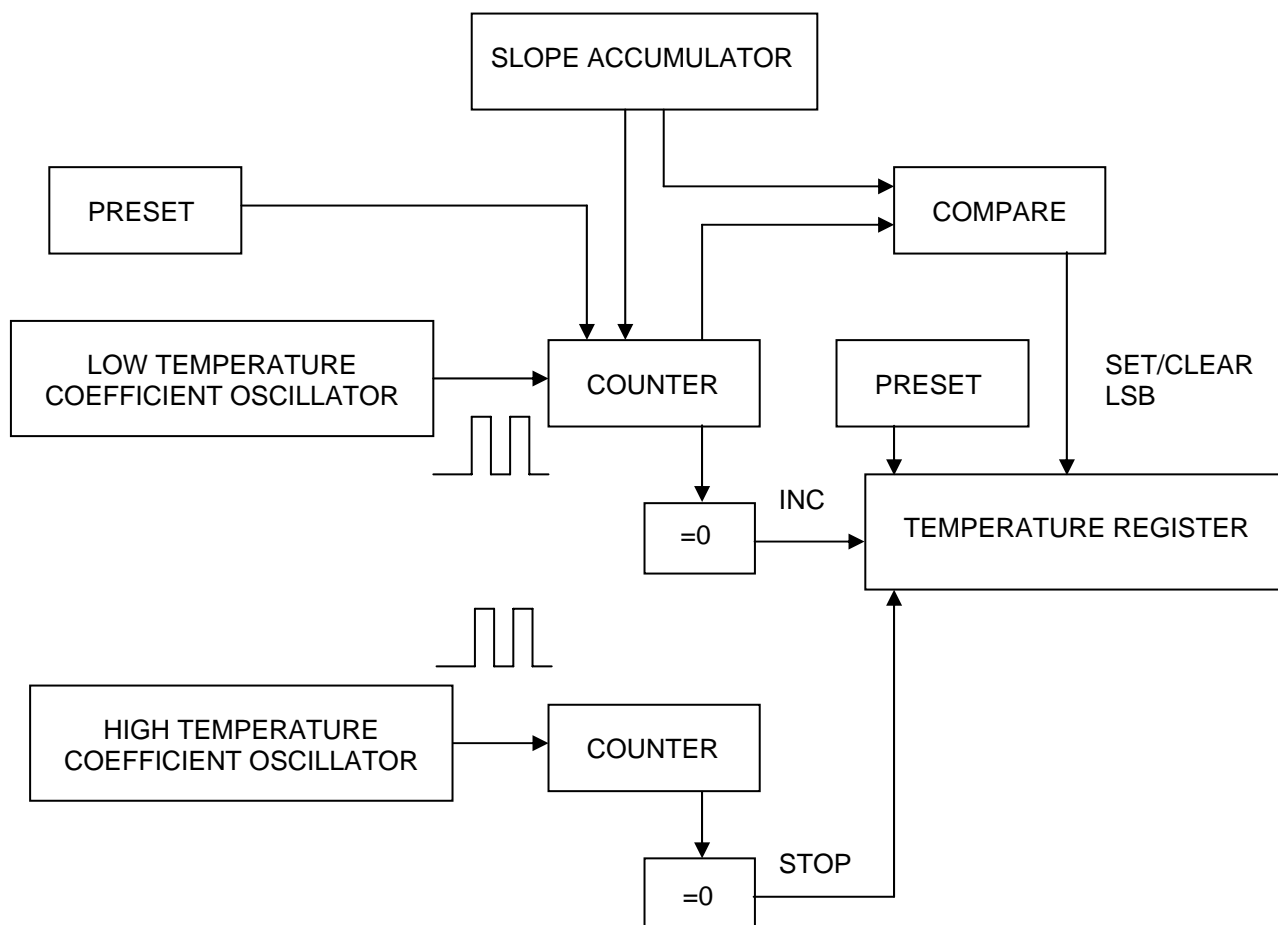 SLOPE ACCUMULATOR
PRESET
COMPARE
LOW TEMPERATURE
COEFFICIENT OSCILLATOR
COUNTER
PRESET
SET/CLEAR
LSB
=0
INC
TEMPERATURE REGISTER
HIGH TEMPERATURE
COEFFICIENT OSCILLATOR
COUNTER
=0
STOP